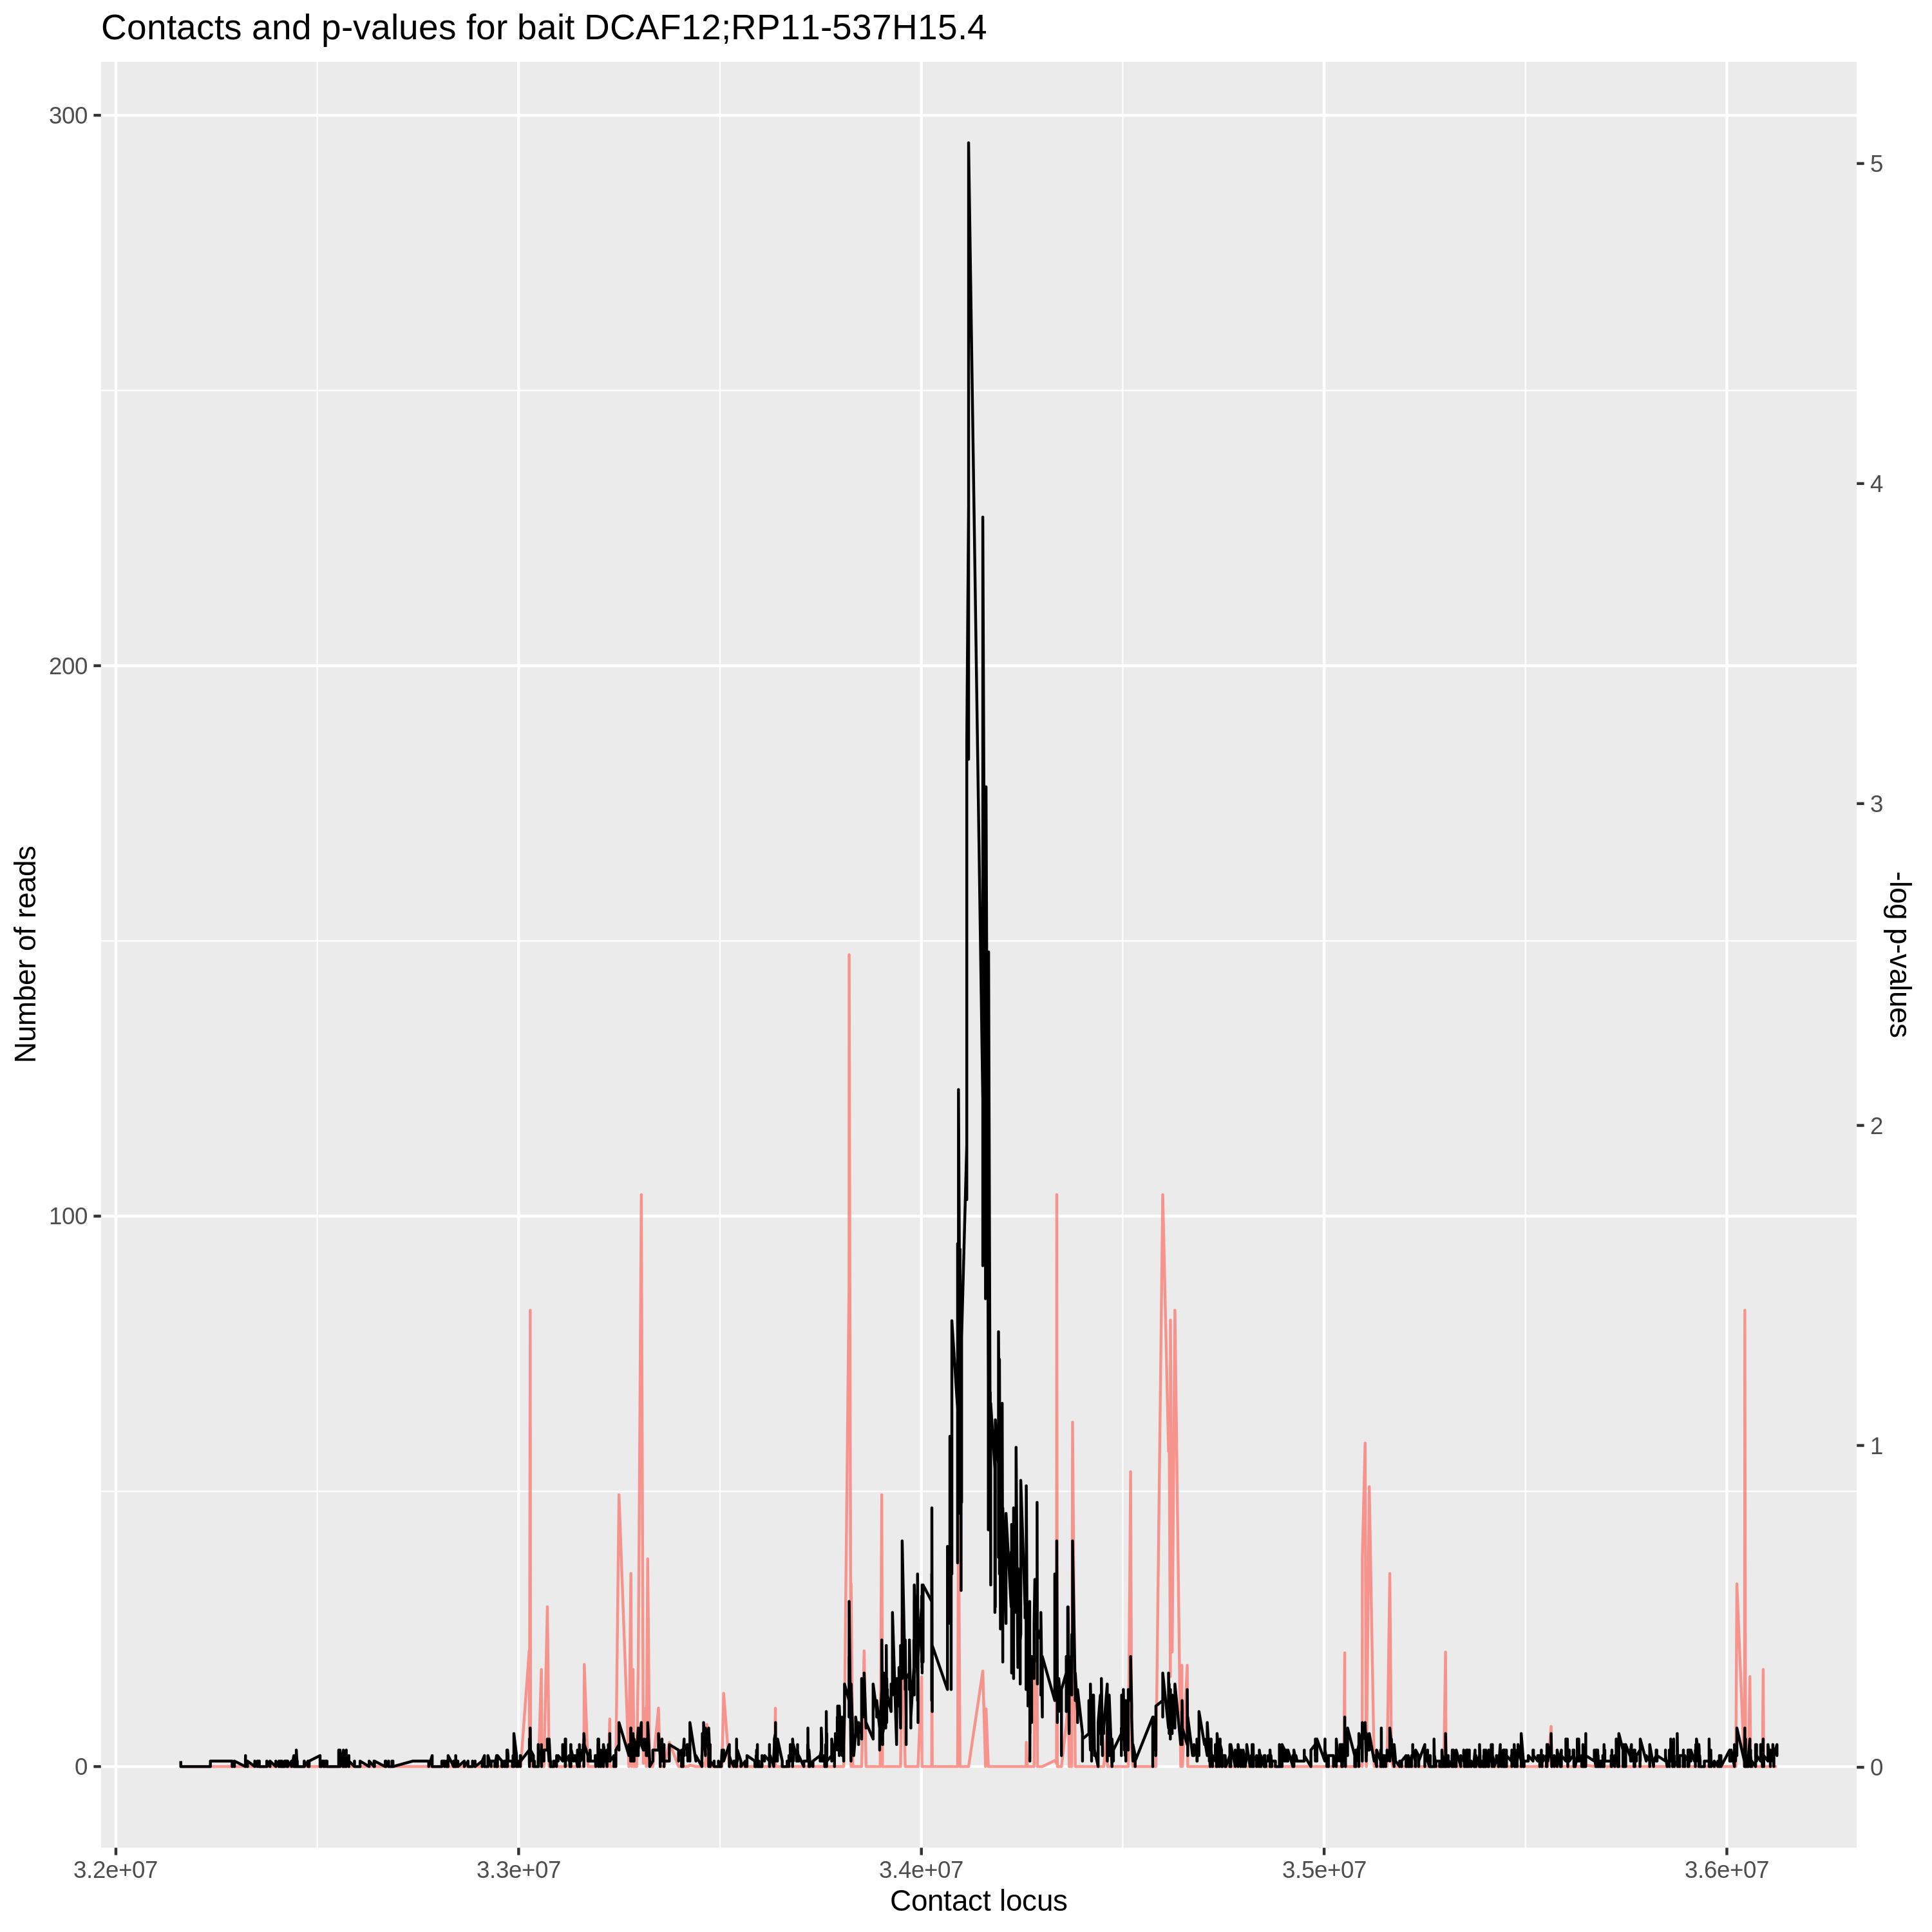 Contacts and p-values for bait DCAF12;RP11-537H15.4
300
200
100
0
Number of reads
5
4
3
2
1
0
-log p-values
3.2e+07
3.3e+07
3.4e+07
3.5e+07
3.6e+07
Contact locus